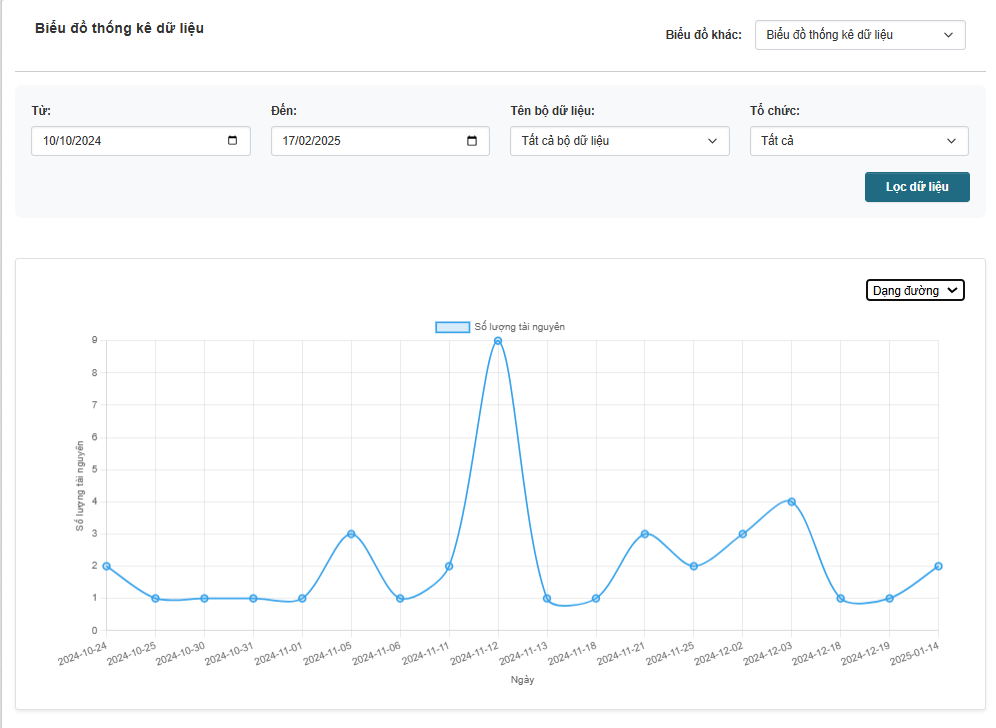 Biểu đồ thống kê dữ liệu
Biểu đồ khác: Biểu đồ thống kê dữ liệu
Từ: Đến: Tên bộ dữ liệu: Tổ chức:
10/10/2024 17/02/2025 Tất cả bộ dữ liệu Tất cả
Lọc dữ liệu
Dạng đường
Số lượng tài nguyên
9
8
7
6
5
4
3
2
1
0
Số lượng tài nguyên
2024-10-24 2024-10-25 2024-10-30 2024-10-31 2024-11-01 2024-11-05 2024-11-06 2024-11-11 2024-11-12 2024-11-13 2024-11-18 2024-11-21 2024-11-25 2024-12-02 2024-12-03 2024-12-18 2024-12-19 2025-01-14
Ngày